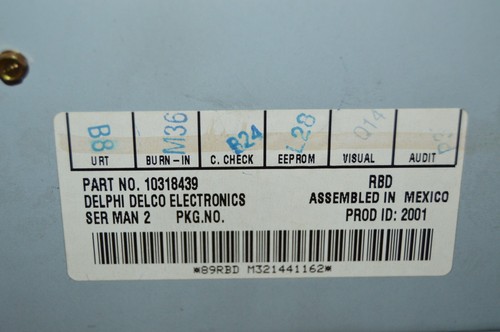 B8 M36 B24 L28 014
URT BURN-IN C. CHECK EEPROM VISUAL AUDIT
PART NO. 10318439 RBD
DELPHI DELCO ELECTRONICS ASSEMBLED IN MEXICO
SER MAN 2 PKG.NO. PROD ID: 2001
*89RBD M321441162*